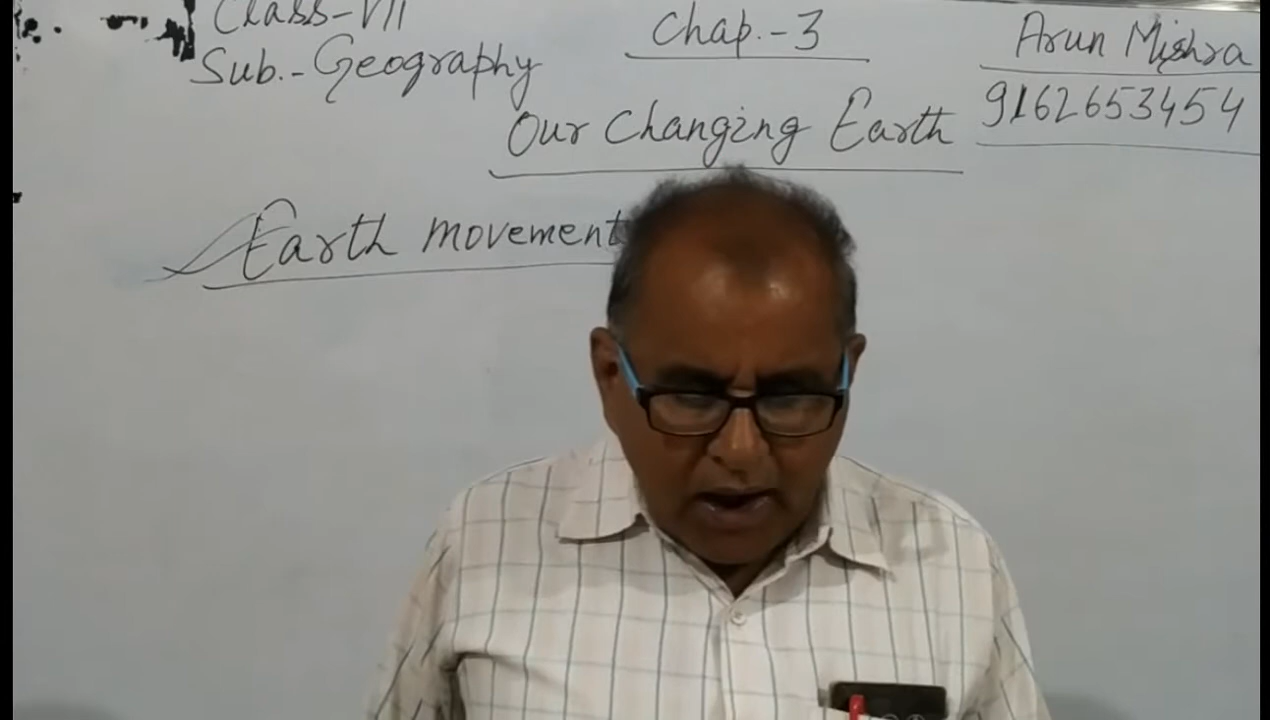 Class-VII
Sub.- Geography
Chap.-3
Arun Mishra
9162653454
Our Changing Earth
Earth movement